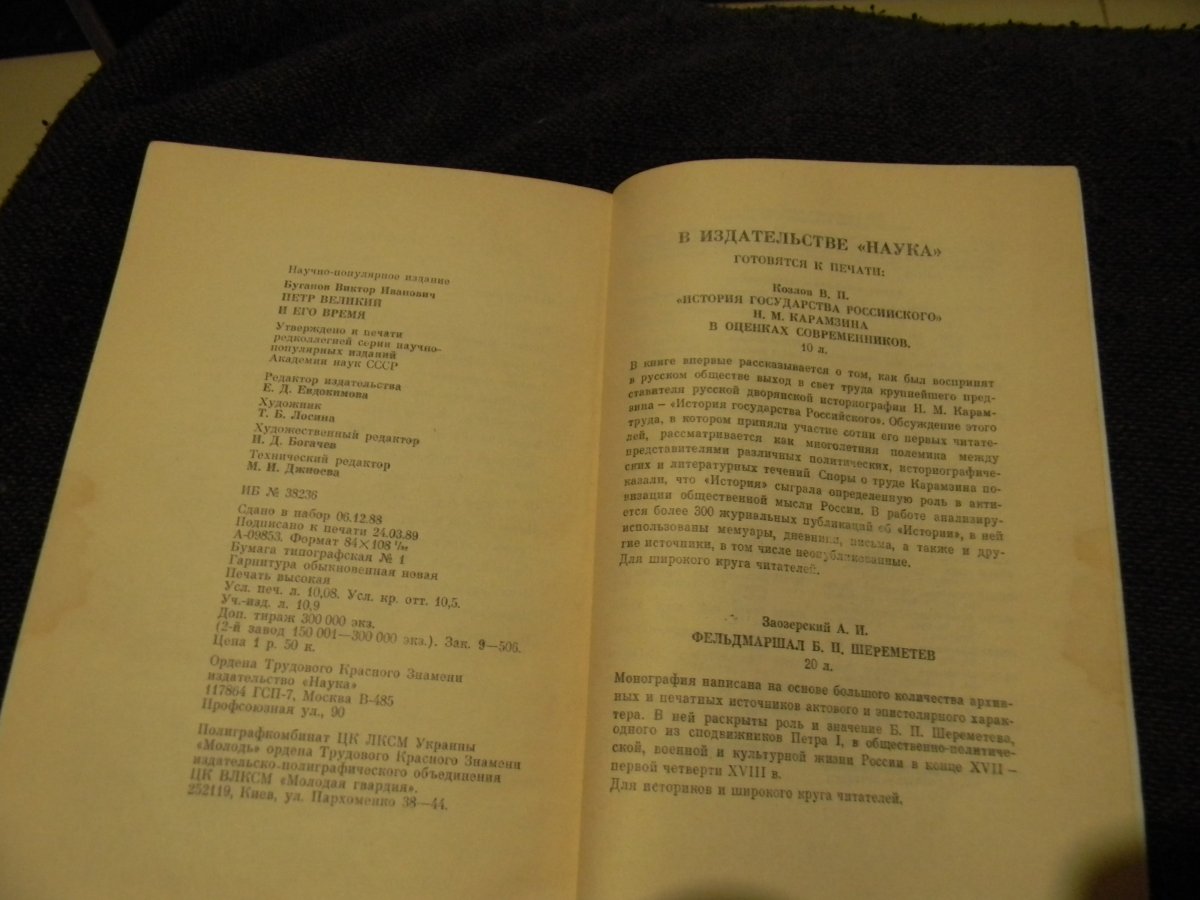 Научно-популярное издание
Буганов Виктор Иванович
ПЕТР ВЕЛИКИЙ
И ЕГО ВРЕМЯ
Утверждено к печати
редколлегией серии научно-
популярных изданий
Академии наук СССР
Редактор издательства
Е. Д. Евдокимова
Художник
Т. Б. Лосина
Художественный редактор
И. Д. Богачев
Технический редактор
М. И. Джиоева
ИБ № 38236
Сдано в набор 06.12.88
Подписано к печати 24.03.89
А-09853. Формат 84×108 1/32
Бумага типографская № 1
Гарнитура обыкновенная новая
Печать высокая
Усл. печ. л. 10,08. Усл. кр. отт. 10,5.
Уч.-изд. л. 10,9
Доп. тираж 300 000 экз.
(2-й завод 150 001—300 000 экз.). Зак. 9—506.
Цена 1 р. 50 к.
Ордена Трудового Красного Знамени
издательство «Наука»
117864 ГСП-7, Москва В-485
Профсоюзная ул., 90
Полиграфкомбинат ЦК ЛКСМ Украины
«Молодь» ордена Трудового Красного Знамени
издательско-полиграфического объединения
ЦК ВЛКСМ «Молодая гвардия».
252119, Киев, ул. Пархоменко 38—44.
В ИЗДАТЕЛЬСТВЕ «НАУКА»
ГОТОВЯТСЯ К ПЕЧАТИ:
Козлов В. П.
«ИСТОРИЯ ГОСУДАРСТВА РОССИЙСКОГО»
Н. М. КАРАМЗИНА
В ОЦЕНКАХ СОВРЕМЕННИКОВ.
10 л.
В книге впервые рассказывается о том, как был воспринят
в русском обществе выход в свет труда крупнейшего пред-
ставителя русской дворянской историографии Н. М. Карам-
зина – «История государства Российского». Обсуждение этого
труда, в котором приняли участие сотни его первых читате-
лей, рассматривается как многолетняя полемика между
представителями различных политических, историографиче-
ских и литературных течений Споры о труде Карамзина по-
казали, что «История» сыграла определенную роль в акти-
визации общественной мысли России. В работе анализиру-
ется более 300 журнальных публикаций об «Истории», в ней
использованы мемуары, дневники, письма, а также и дру-
гие источники, в том числе неопубликованные.
Для широкого круга читателей.
Заозерский А. И.
ФЕЛЬДМАРШАЛ Б. П. ШЕРЕМЕТЕВ
20 л.
Монография написана на основе большого количества архив-
ных и печатных источников актового и эпистолярного харак-
тера. В ней раскрыты роль и значение Б. П. Шереметева,
одного из сподвижников Петра I, в общественно-политиче-
ской, военной и культурной жизни России в конце XVII –
первой четверти XVIII в.
Для историков и широкого круга читателей.